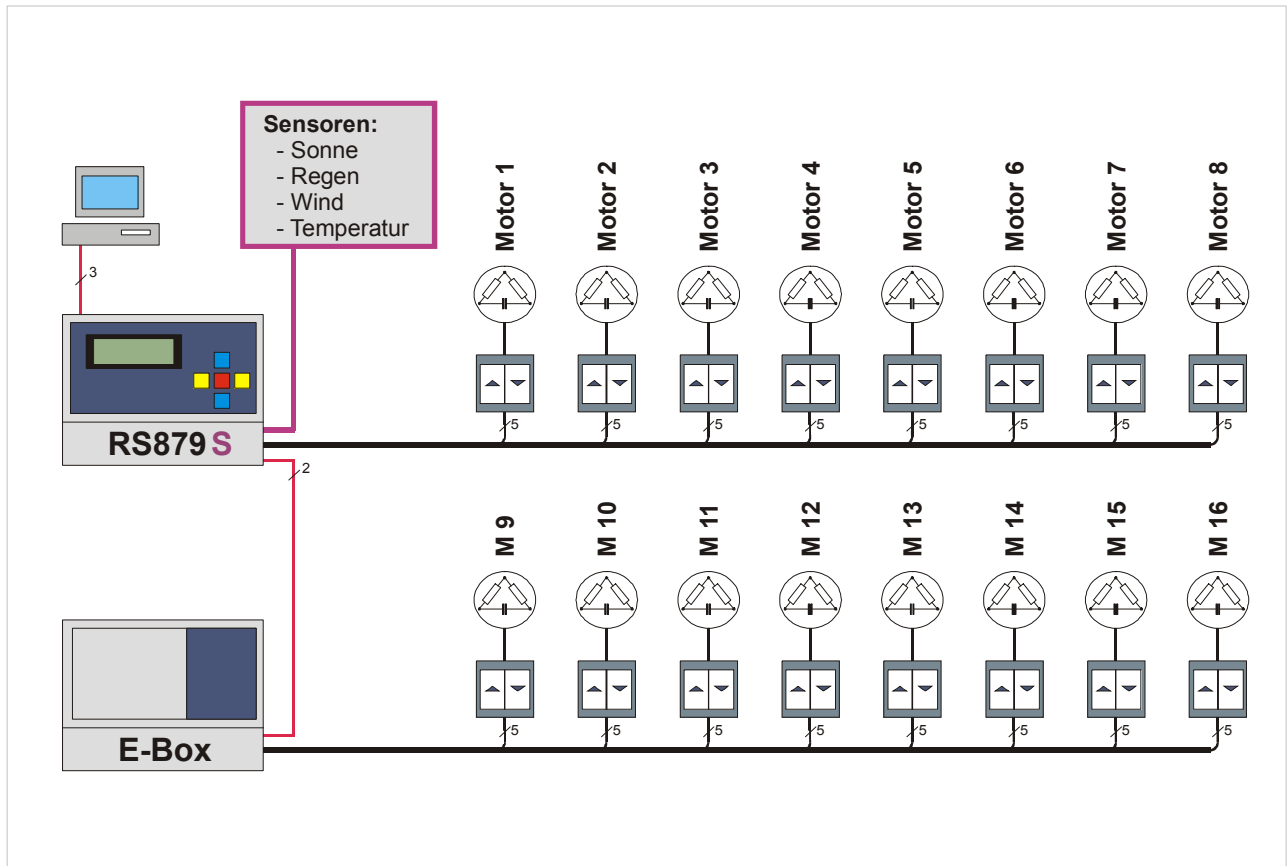 Sensoren:
- Sonne
- Regen
- Wind
- Temperatur
Motor 1
Motor 2
Motor 3
Motor 4
Motor 5
Motor 6
Motor 7
Motor 8
3
RS879 S
5
5
5
5
5
5
5
5
2
M 9
M 10
M 11
M 12
M 13
M 14
M 15
M 16
E-Box
5
5
5
5
5
5
5
5